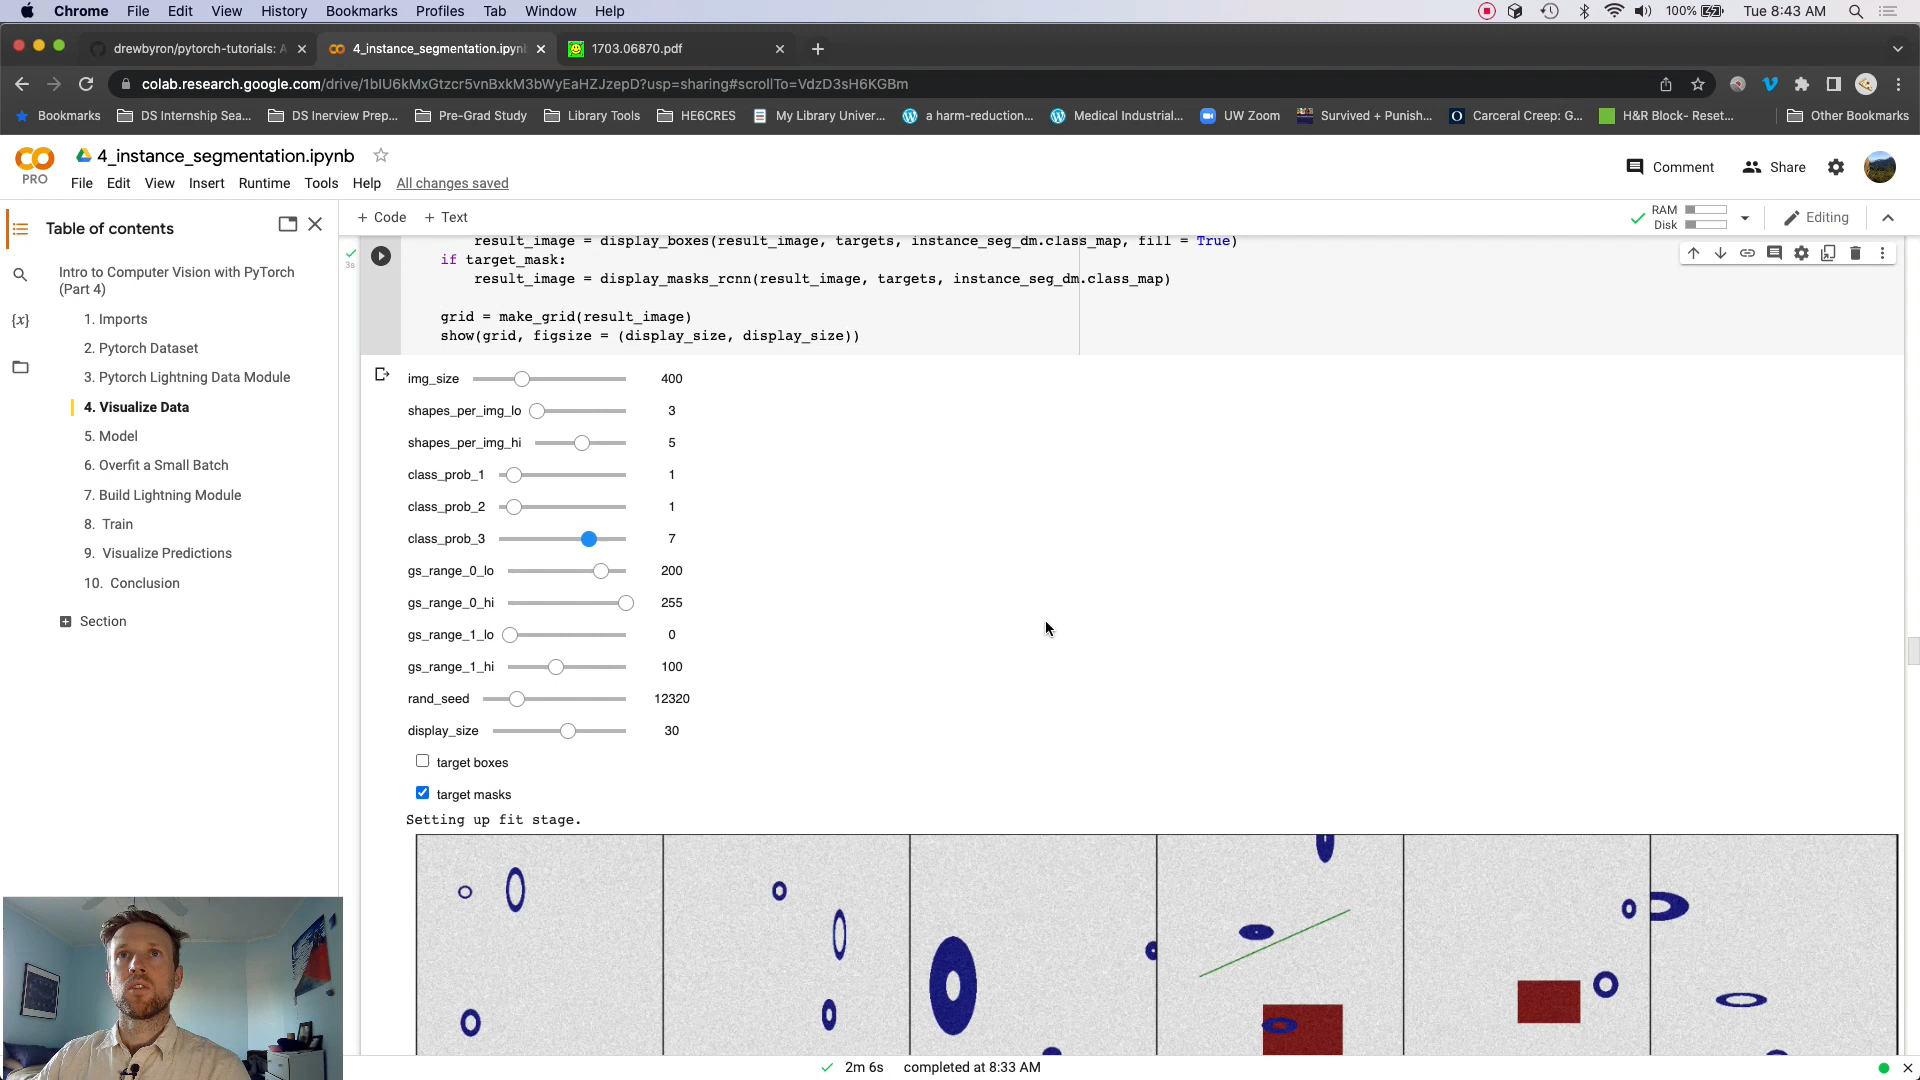 Chrome File Edit View History Bookmarks Profiles Tab Window Help 100% Tue 8:43 AM
drewbyron/pytorch-tutorials: A 4_instance_segmentation.ipyn 1703.06870.pdf
colab.research.google.com/drive/1bIU6kMxGtzcr5vnBxkM3bWyEaHZJzepD?usp=sharing#scrollTo=VdzD3sH6KGBm
Bookmarks DS Internship Sea... DS Inerview Prep... Pre-Grad Study Library Tools HE6CRES My Library Univer... a harm-reduction... Medical Industrial... UW Zoom Survived + Punish... Carceral Creep: G... H&R Block- Reset... Other Bookmarks
4_instance_segmentation.ipynb
PRO
File Edit View Insert Runtime Tools Help All changes saved
Comment Share
Table of contents
+ Code + Text
RAM
Disk
Editing
Intro to Computer Vision with PyTorch
(Part 4)
1. Imports
2. Pytorch Dataset
3. Pytorch Lightning Data Module
4. Visualize Data
5. Model
6. Overfit a Small Batch
7. Build Lightning Module
8. Train
9. Visualize Predictions
10. Conclusion
Section
{x}
3s
result_image = display_boxes(result_image, targets, instance_seg_dm.class_map, fill = True)
if target_mask:
result_image = display_masks_rcnn(result_image, targets, instance_seg_dm.class_map)
grid = make_grid(result_image)
show(grid, figsize = (display_size, display_size))
img_size 400
shapes_per_img_lo 3
shapes_per_img_hi 5
class_prob_1 1
class_prob_2 1
class_prob_3 7
gs_range_0_lo 200
gs_range_0_hi 255
gs_range_1_lo 0
gs_range_1_hi 100
rand_seed 12320
display_size 30
target boxes
target masks
Setting up fit stage.
2m 6s completed at 8:33 AM